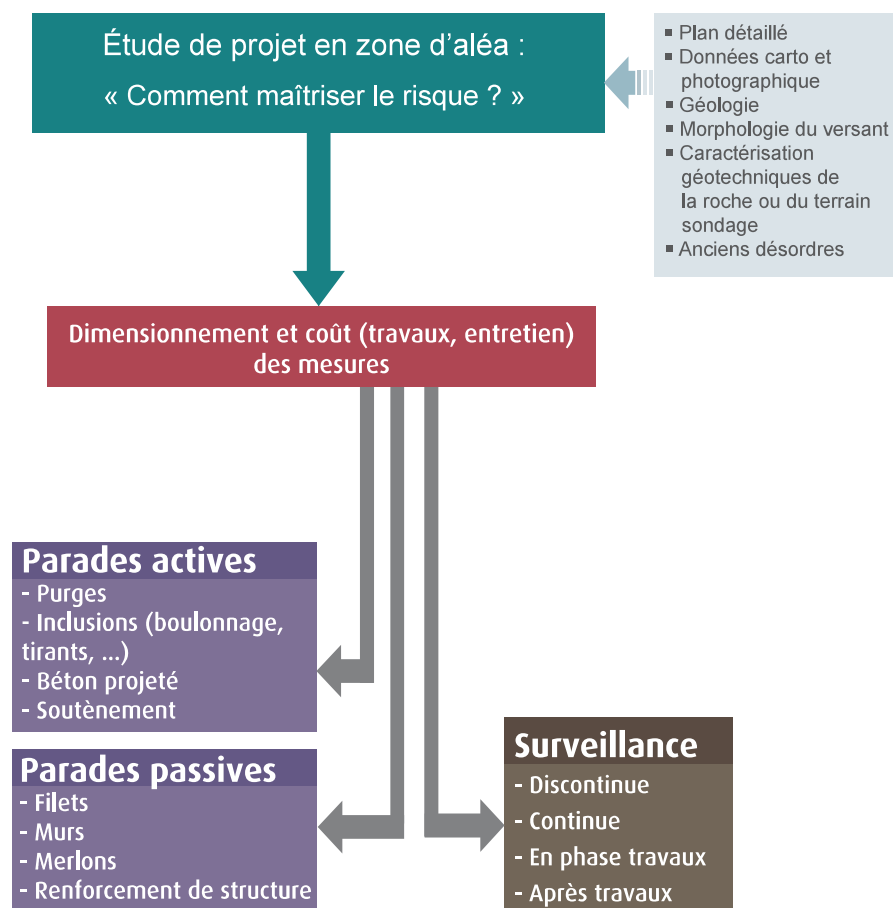 Étude de projet en zone d'aléa :
« Comment maîtriser le risque ? »
▪ Plan détaillé
▪ Données carto et
photographique
▪ Géologie
▪ Morphologie du versant
▪ Caractérisation
géotechniques de
la roche ou du terrain
sondage
▪ Anciens désordres
Dimensionnement et coût (travaux, entretien)
des mesures
Parades actives
- Purges
- Inclusions (boulonnage,
tirants, ...)
- Béton projeté
- Soutènement
Parades passives
- Filets
- Murs
- Merlons
- Renforcement de structure
Surveillance
- Discontinue
- Continue
- En phase travaux
- Après travaux